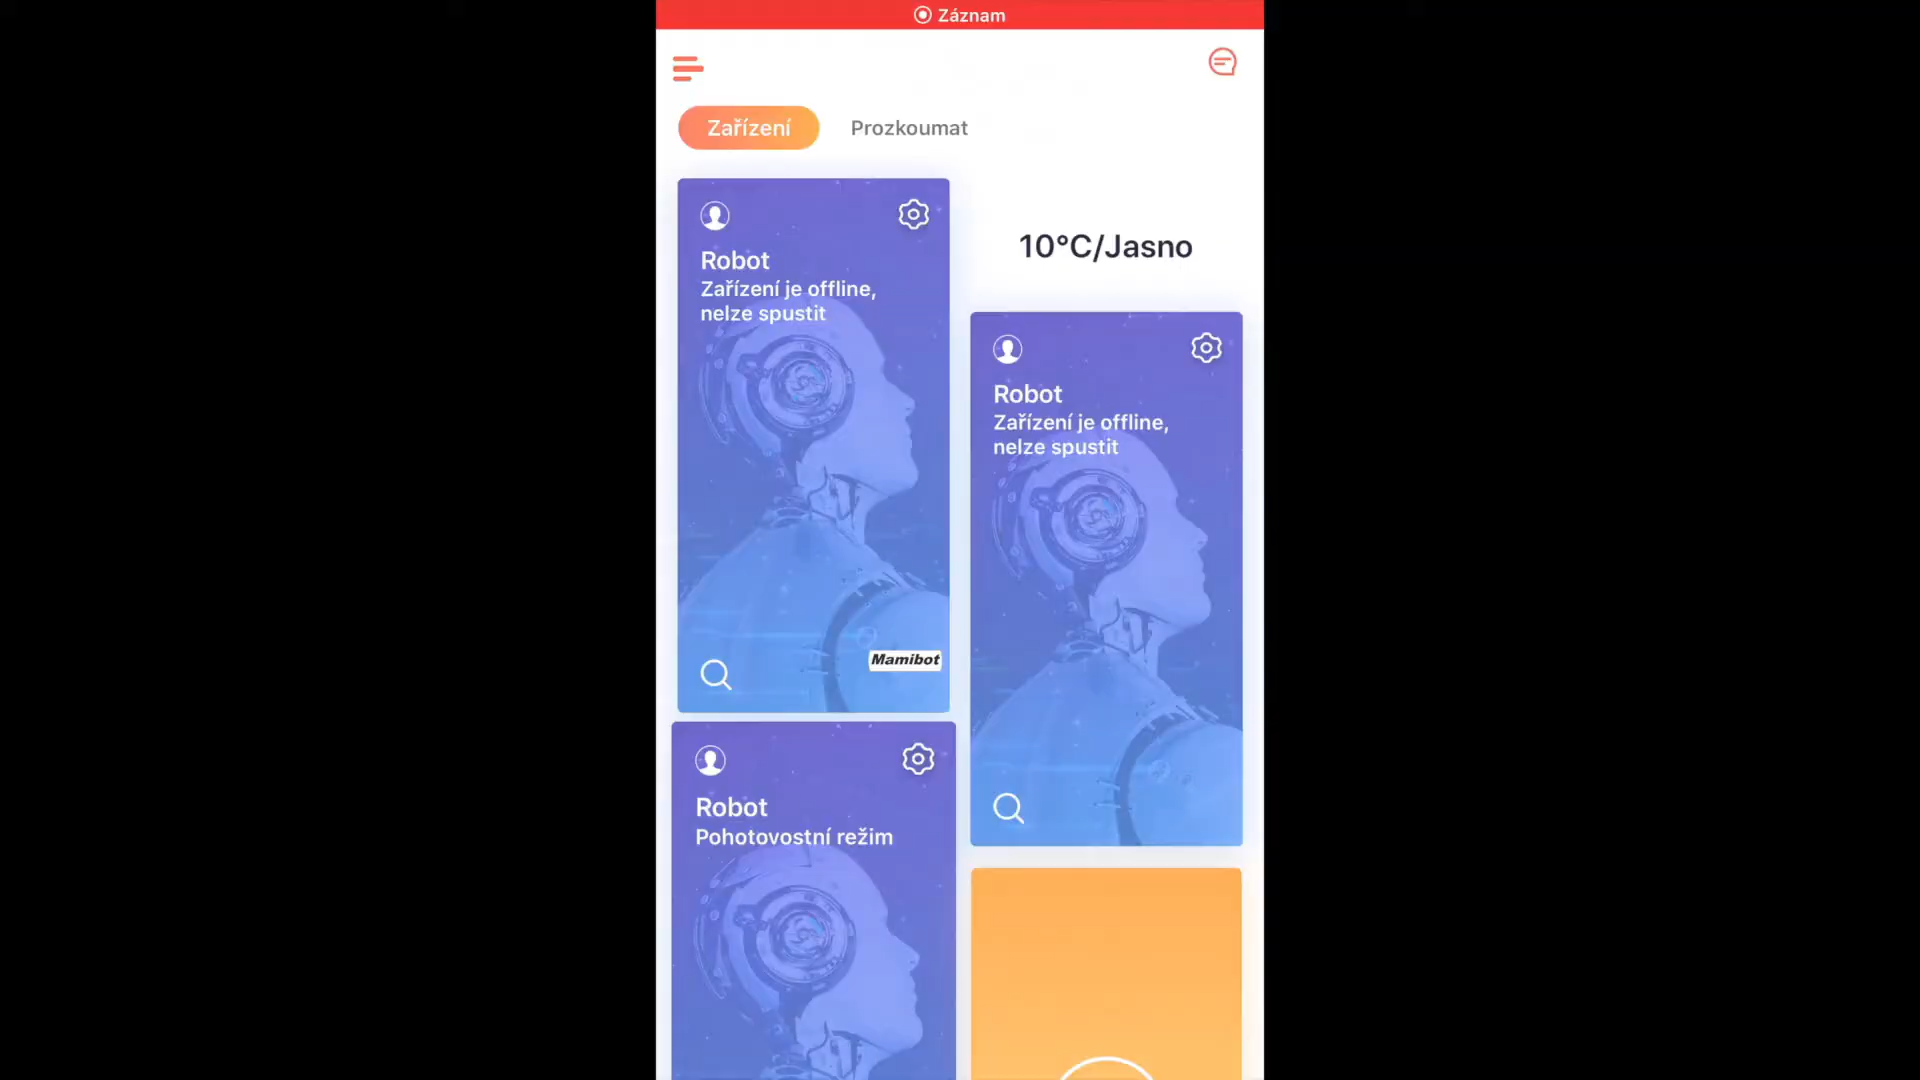 Záznam
Zařízení
Prozkoumat
Robot
Zařízení je offline,
nelze spustit
Mamibot
10°C/Jasno
Robot
Zařízení je offline,
nelze spustit
Robot
Pohotovostní režim